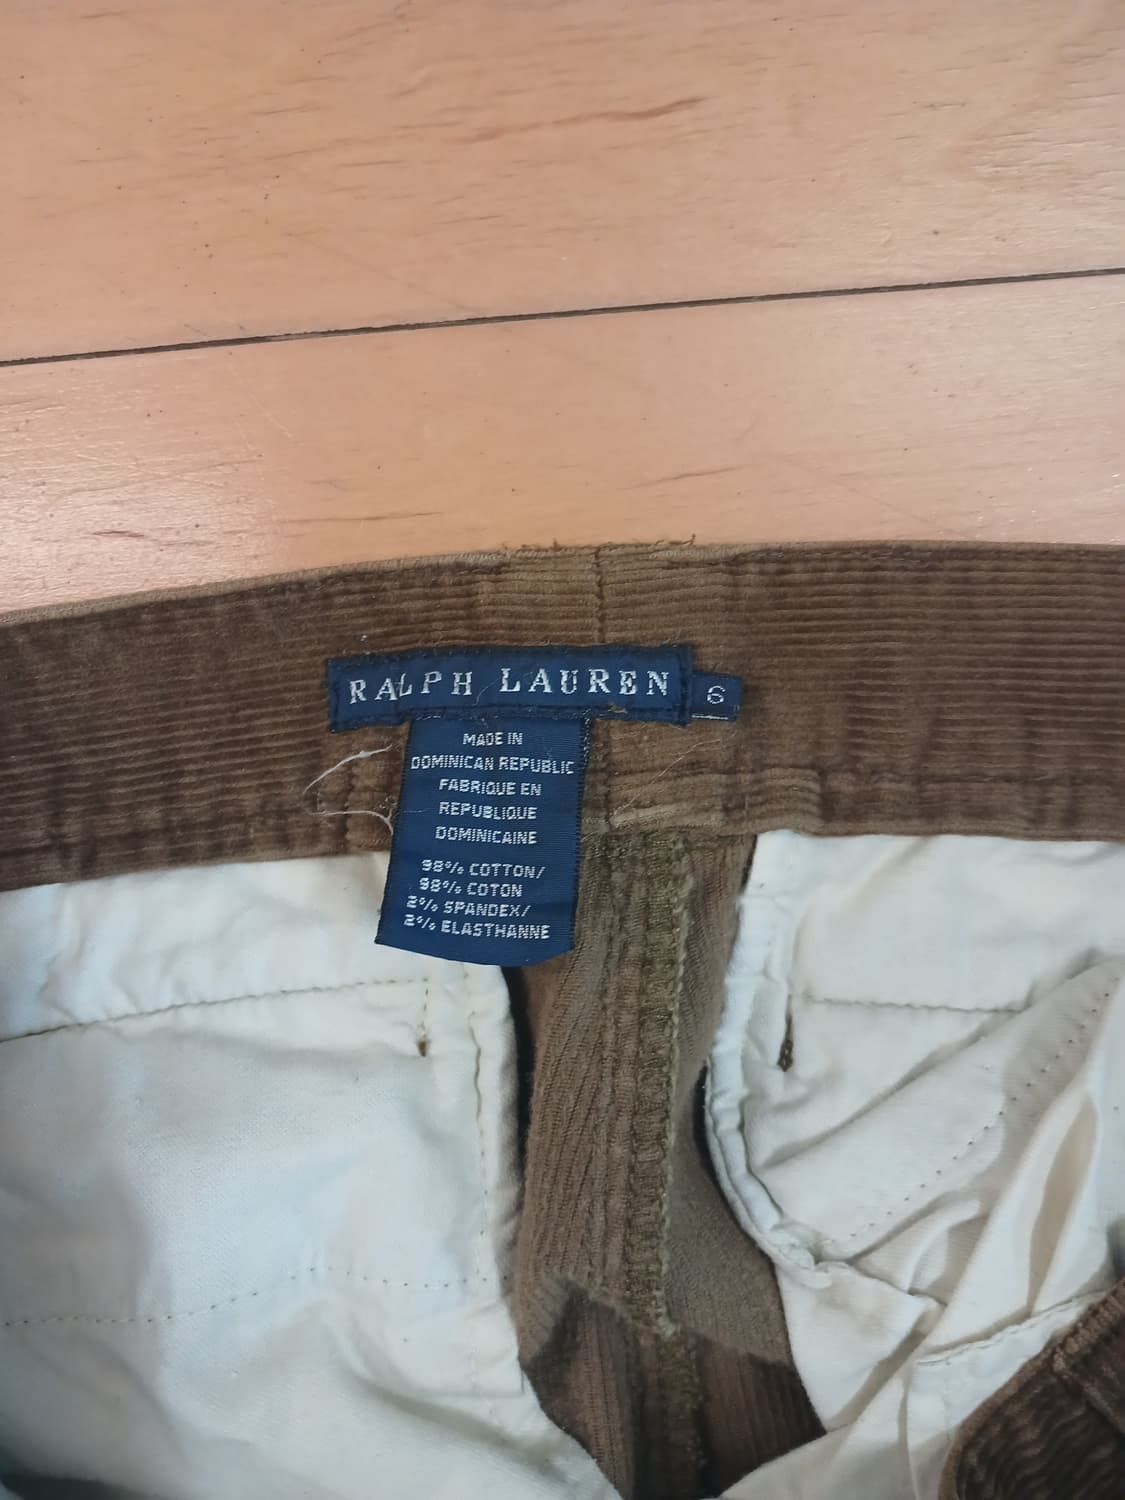 RALPH LAUREN
6
MADE IN
DOMINICAN REPUBLIC
FABRIQUE EN
REPUBLIQUE
DOMINICAINE
98% COTTON/
98% COTON
2% SPANDEX/
2% ELASTHANNE